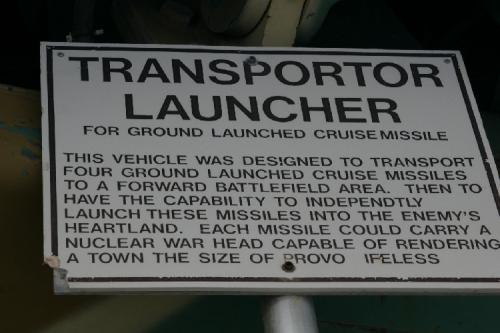 TRANSPORTOR
LAUNCHER
FOR GROUND LAUNCHED CRUISE MISSILE
THIS VEHICLE WAS DESIGNED TO TRANSPORT
FOUR GROUND LAUNCHED CRUISE MISSILES
TO A FORWARD BATTLEFIELD AREA. THEN TO
HAVE THE CAPABILITY TO INDEPENDTLY
LAUNCH THESE MISSILES INTO THE ENEMY'S
HEARTLAND. EACH MISSILE COULD CARRY A
NUCLEAR WAR HEAD CAPABLE OF RENDERING
A TOWN THE SIZE OF PROVO IFELESS